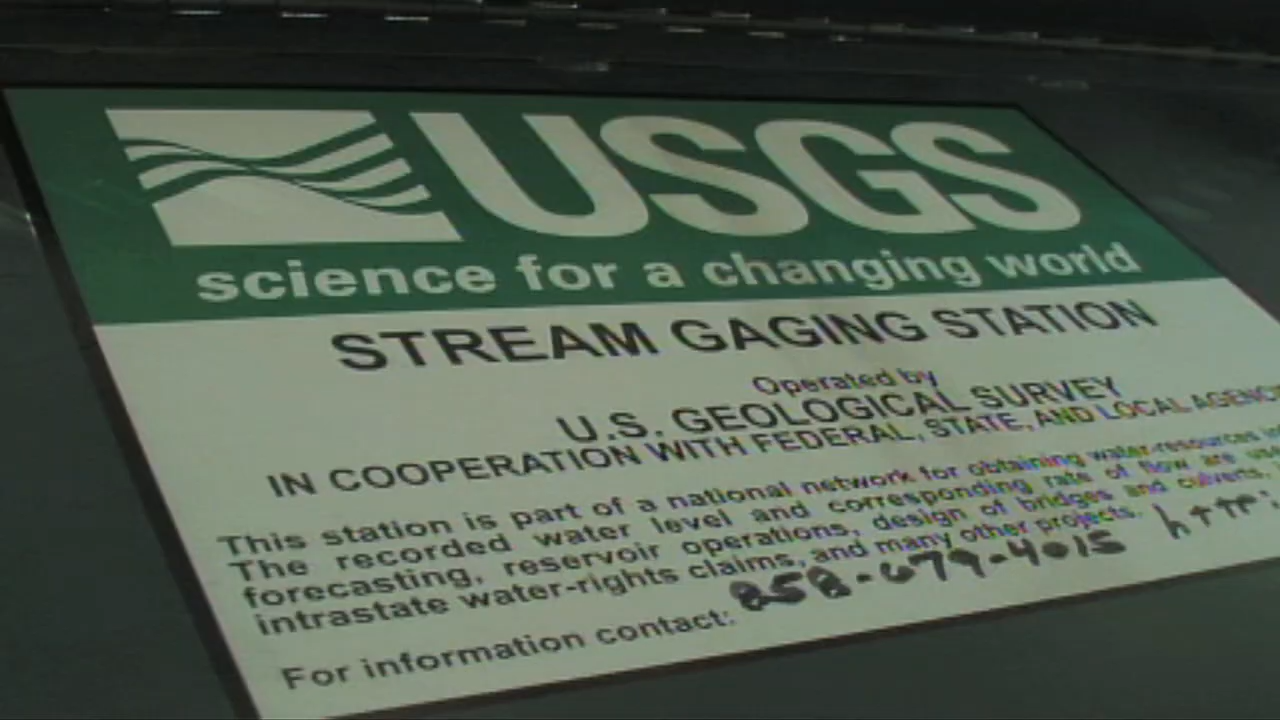 USGS
science for a changing world
STREAM GAGING STATION
Operated by
U.S. GEOLOGICAL SURVEY
IN COOPERATION WITH FEDERAL, STATE, AND LOCAL AGENC
This station is part of a national network for obtaining water-resources
The recorded water level and corresponding rate of flow are use
forecasting, reservoir operations, design of bridges and culverts,
intrastate water-rights claims, and many other projects.
For information contact: 858-679-4015 http: